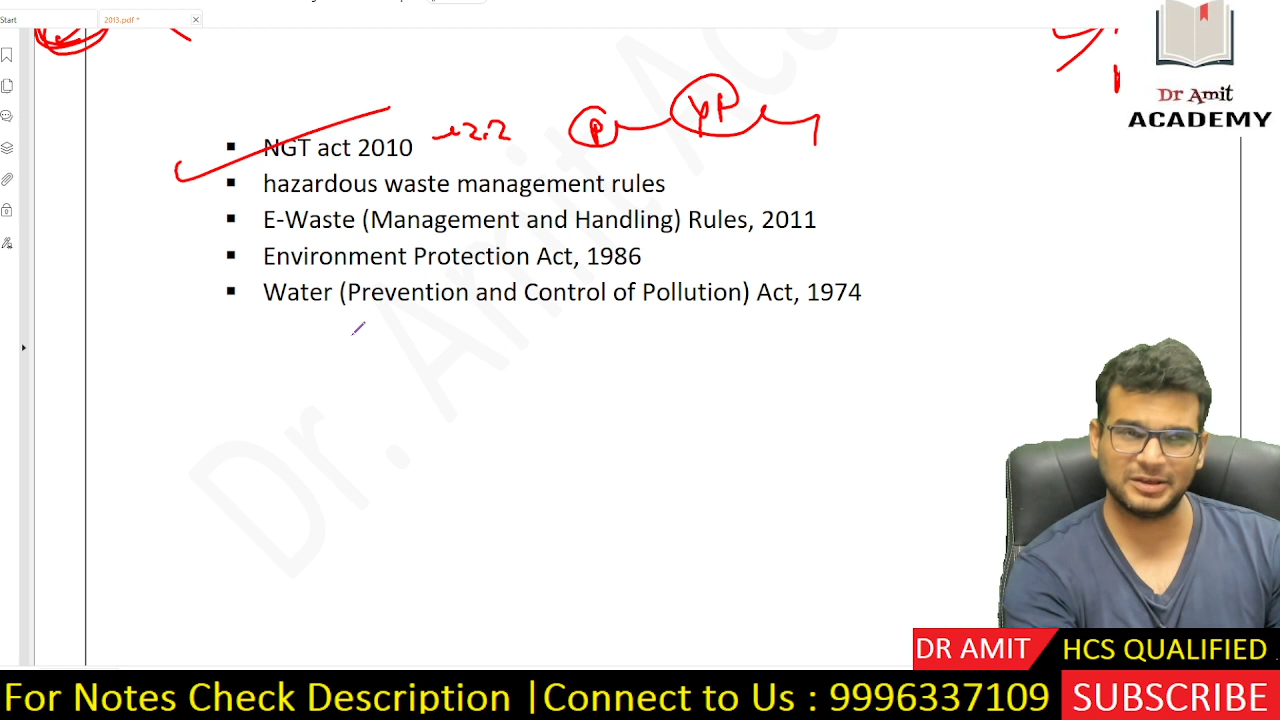 Start
2013.pdf *
Dr Amit
ACADEMY
NGT act 2010
hazardous waste management rules
E-Waste (Management and Handling) Rules, 2011
Environment Protection Act, 1986
Water (Prevention and Control of Pollution) Act, 1974
DR AMIT
HCS QUALIFIED
For Notes Check Description |Connect to Us : 9996337109
SUBSCRIBE